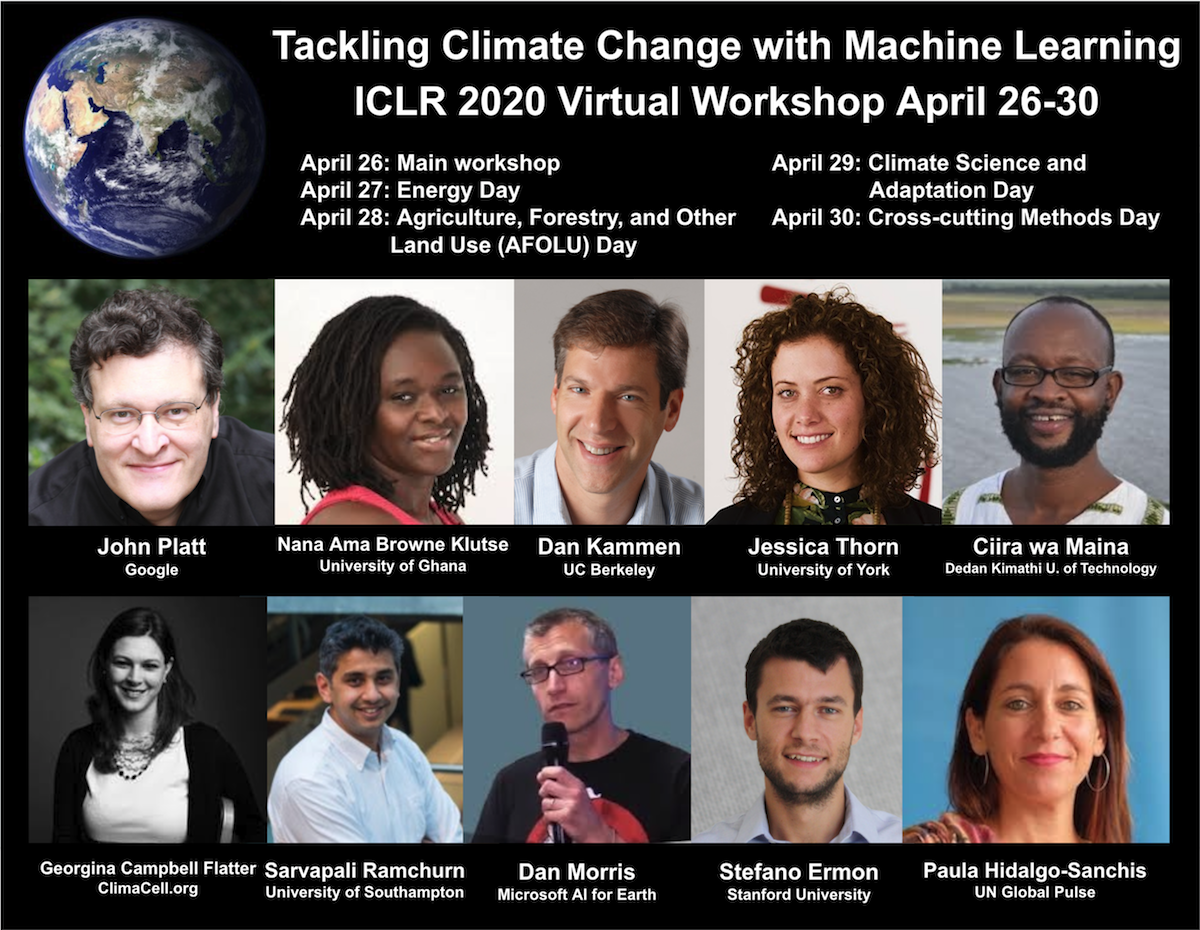 Tackling Climate Change with Machine Learning
ICLR 2020 Virtual Workshop April 26-30
April 26: Main workshop
April 27: Energy Day
April 28: Agriculture, Forestry, and Other
Land Use (AFOLU) Day
April 29: Climate Science and
Adaptation Day
April 30: Cross-cutting Methods Day
John Platt
Google
Nana Ama Browne Klutse
University of Ghana
Dan Kammen
UC Berkeley
Jessica Thorn
University of York
Ciira wa Maina
Dedan Kimathi U. of Technology
Georgina Campbell Flatter
ClimaCell.org
Sarvapali Ramchurn
University of Southampton
Dan Morris
Microsoft AI for Earth
Stefano Ermon
Stanford University
Paula Hidalgo-Sanchis
UN Global Pulse